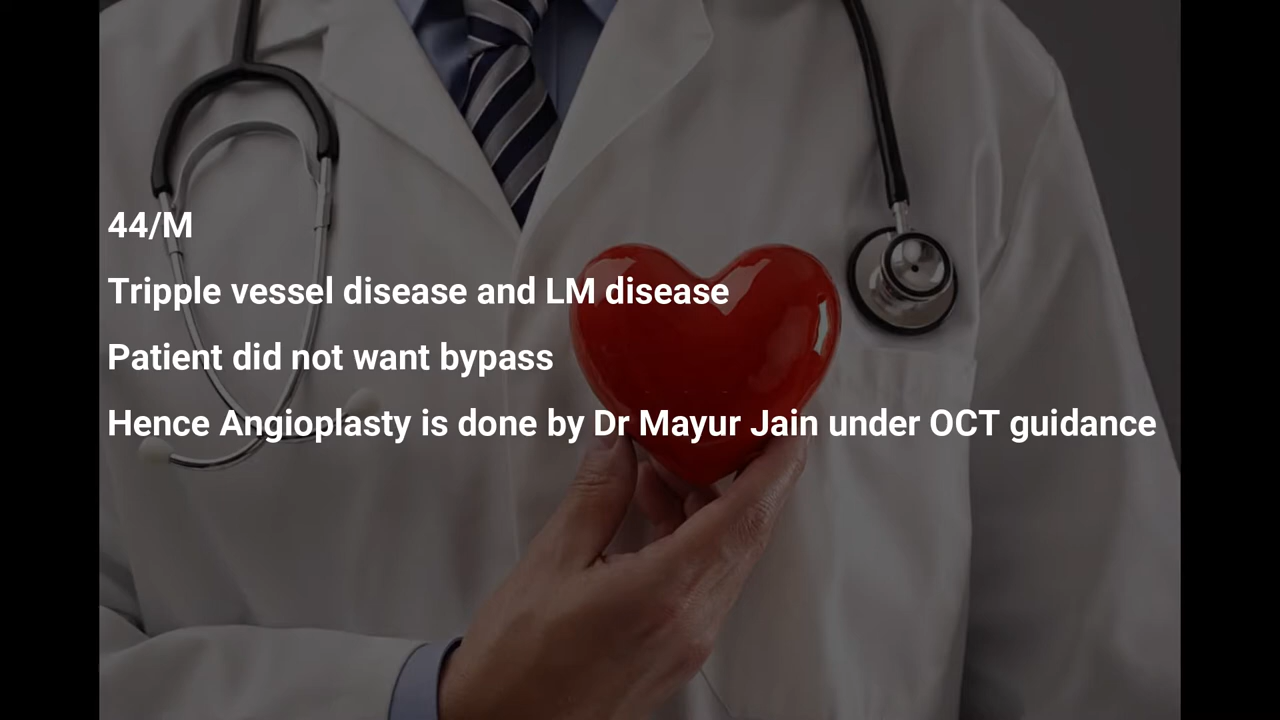 44/M
Tripple vessel disease and LM disease
Patient did not want bypass
Hence Angioplasty is done by Dr Mayur Jain under OCT guidance